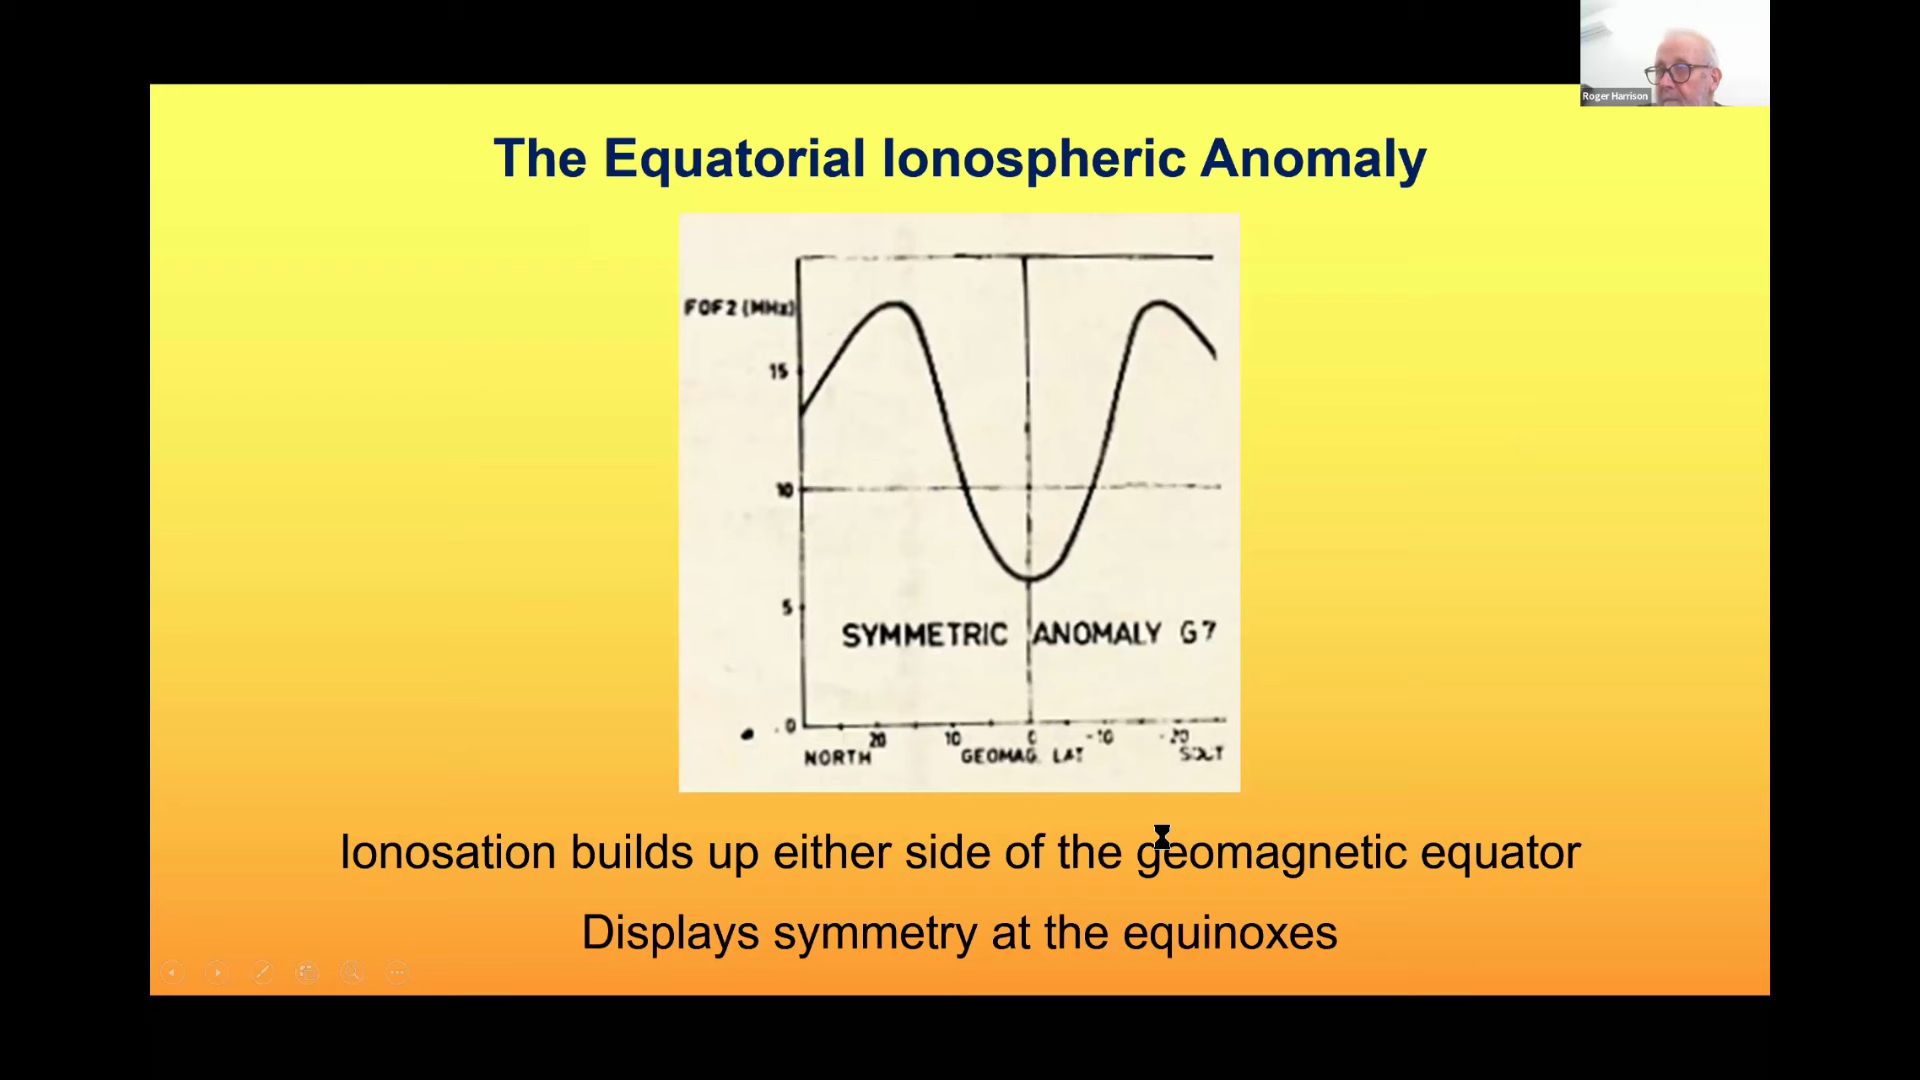 Roger Harrison
The Equatorial Ionospheric Anomaly
FOF2 (MHz)
15
10
5
SYMMETRIC ANOMALY G7
0
20 10 0 -10 -20
NORTH GEOMAG. LAT
Ionosation builds up either side of the geomagnetic equator
Displays symmetry at the equinoxes